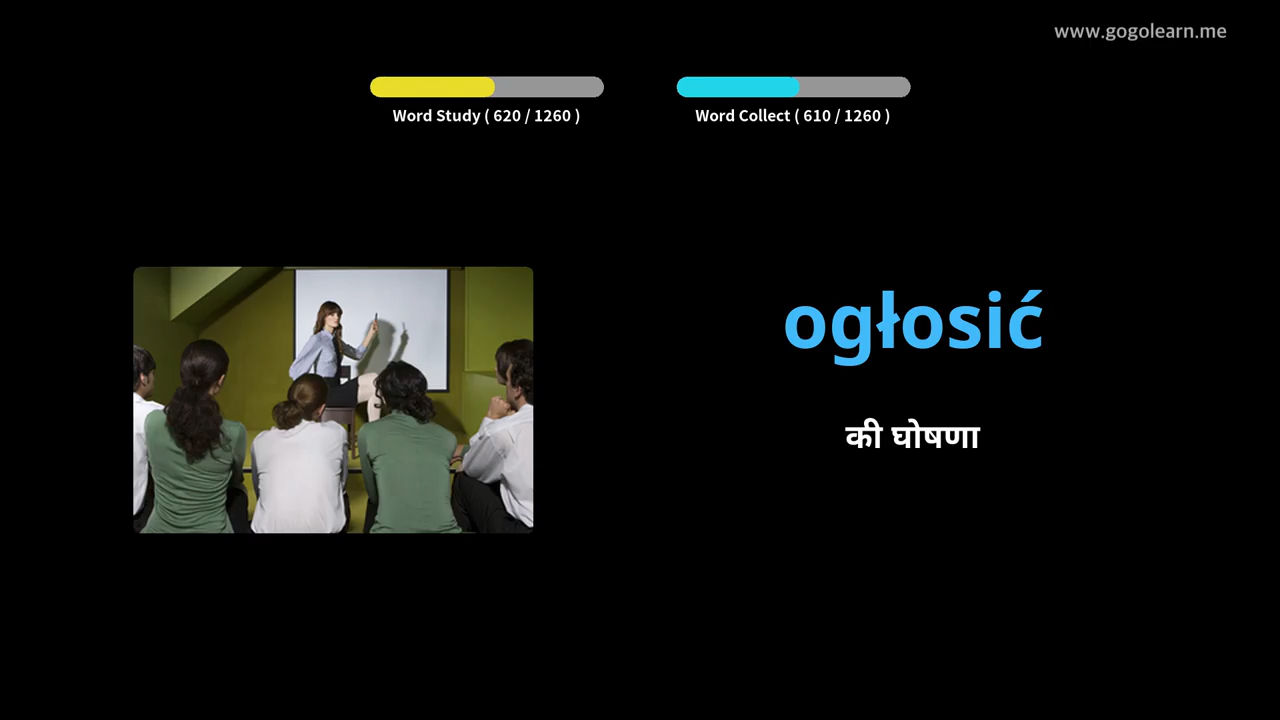 www.gogolearn.me
Word Study ( 620 / 1260 )
Word Collect ( 610 / 1260 )
ogłosić
की घोषणा